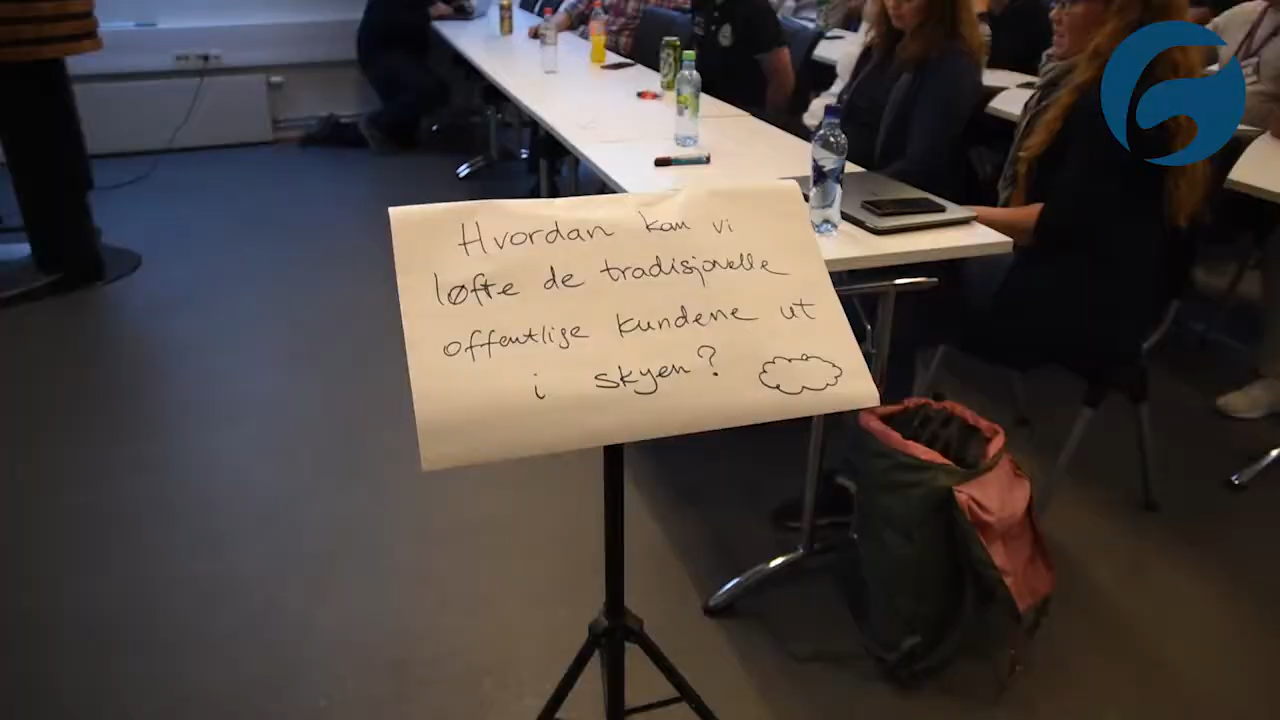 Hvordan kan vi
løfte de tradisjonelle
offentlige kundene ut
i skyen?